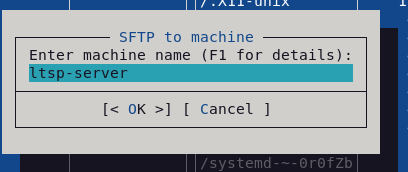 /.X11-unix
SFTP to machine
Enter machine name (F1 for details):
ltsp-server
[< OK >] [ Cancel ]
/systemd-~-0r0fZb